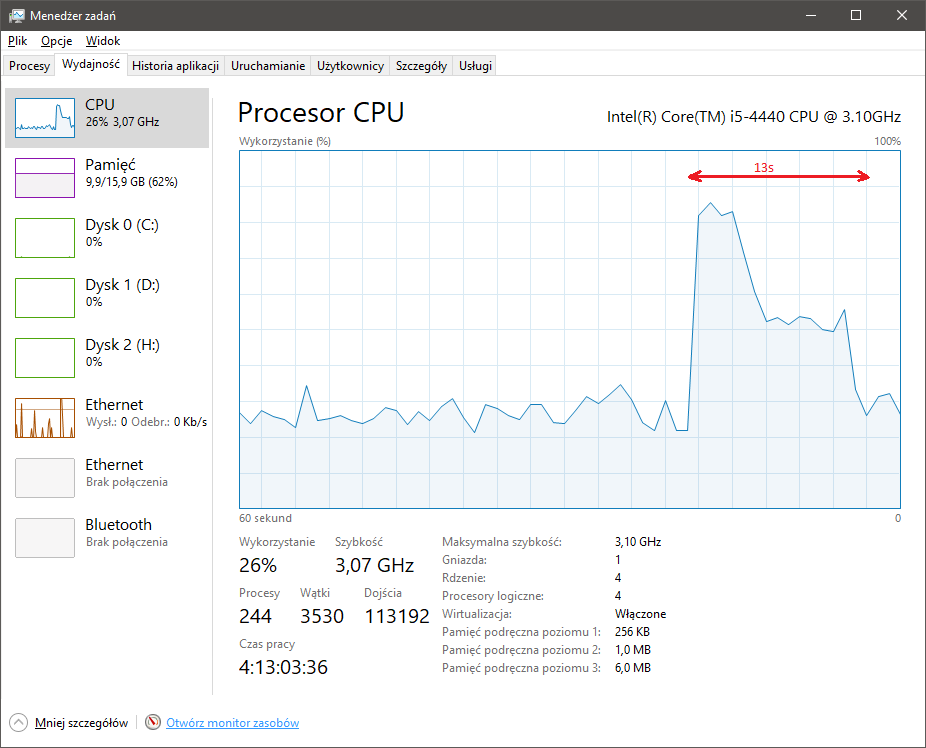 Menedżer zadań
Plik Opcje Widok
Procesy Wydajność Historia aplikacji Uruchamianie Użytkownicy Szczegóły Usługi
CPU
26% 3,07 GHz
Pamięć
9,9/15,9 GB (62%)
Dysk 0 (C:)
0%
Dysk 1 (D:)
0%
Dysk 2 (H:)
0%
Ethernet
Wysł.: 0 Odebr.: 0 Kb/s
Ethernet
Brak połączenia
Bluetooth
Brak połączenia
Procesor CPU Intel(R) Core(TM) i5-4440 CPU @ 3.10GHz
Wykorzystanie (%) 100%
13s
60 sekund 0
Wykorzystanie Szybkość
26% 3,07 GHz
Procesy Wątki Dojścia
244 3530 113192
Czas pracy
4:13:03:36
Maksymalna szybkość: 3,10 GHz
Gniazda: 1
Rdzenie: 4
Procesory logiczne: 4
Wirtualizacja: Włączone
Pamięć podręczna poziomu 1: 256 KB
Pamięć podręczna poziomu 2: 1,0 MB
Pamięć podręczna poziomu 3: 6,0 MB
Mniej szczegółów Otwórz monitor zasobów